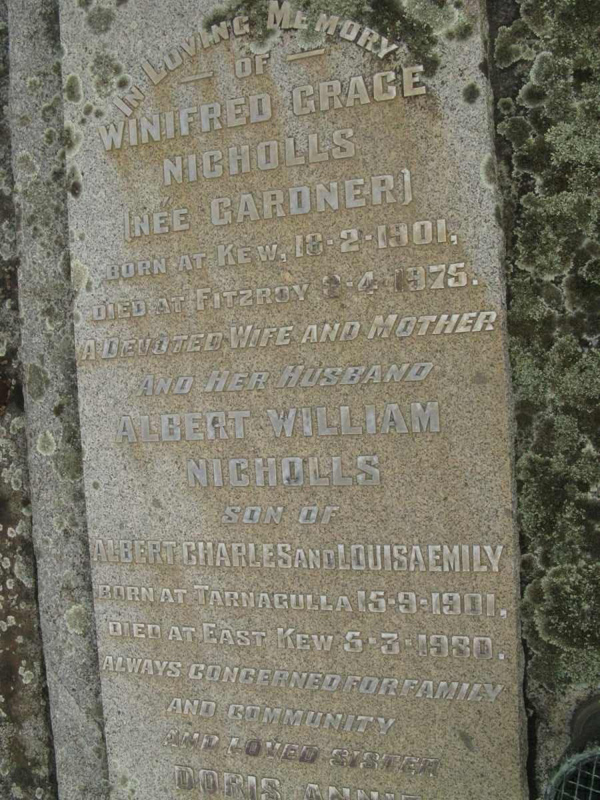 IN LOVING MEMORY
— OF —
WINIFRED GRACE
NICHOLLS
(NÉE GARDNER)
BORN AT KEW, 18-2-1901,
DIED AT FITZROY 2-4-1975.
A DEVOTED WIFE AND MOTHER
AND HER HUSBAND
ALBERT WILLIAM
NICHOLLS
SON OF
ALBERT CHARLES AND LOUISA EMILY
BORN AT TARNAGULLA 15-9-1901,
DIED AT EAST KEW 5-3-1980.
ALWAYS CONCERNED FOR FAMILY
AND COMMUNITY
AND LOVED SISTER
DORIS ANNIE